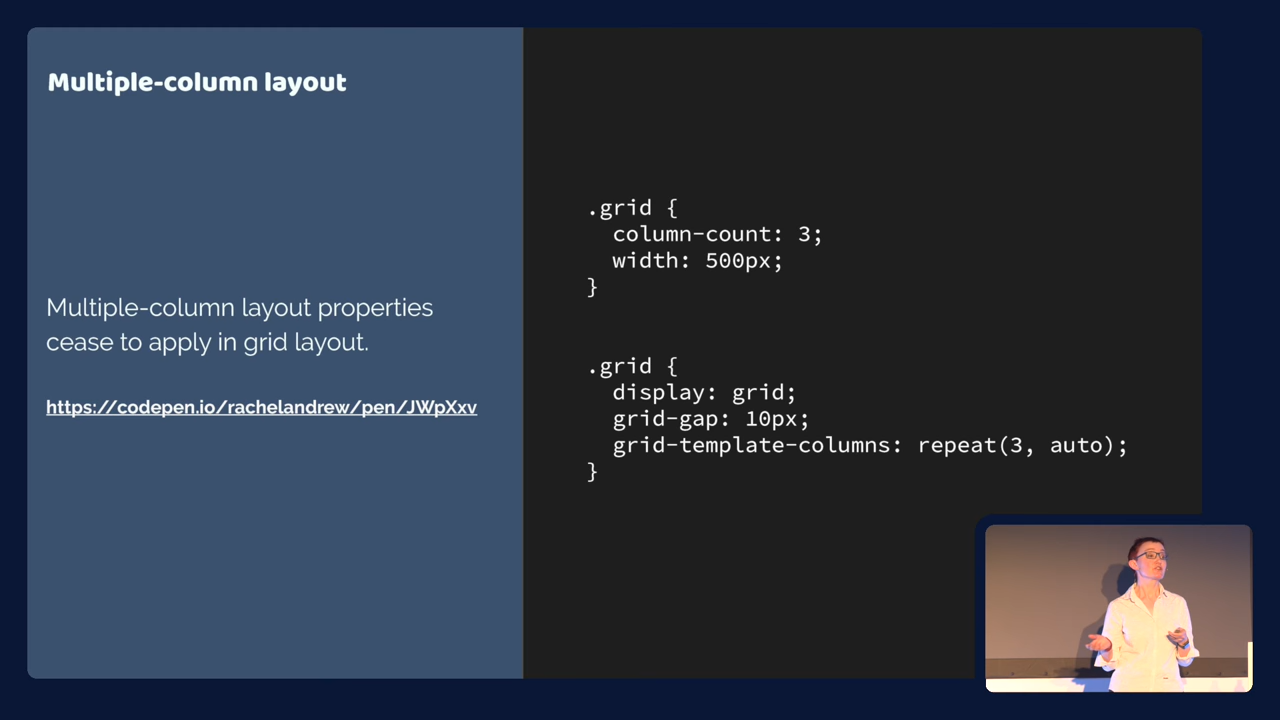 Multiple-column layout
Multiple-column layout properties
cease to apply in grid layout.
https://codepen.io/rachelandrew/pen/JWpXxv
.grid {
  column-count: 3;
  width: 500px;
}
.grid {
  display: grid;
  grid-gap: 10px;
  grid-template-columns: repeat(3, auto);
}